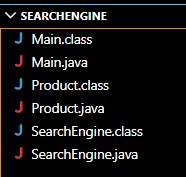 SEARCHENGINE
Main.class
Main.java
Product.class
Product.java
SearchEngine.class
SearchEngine.java